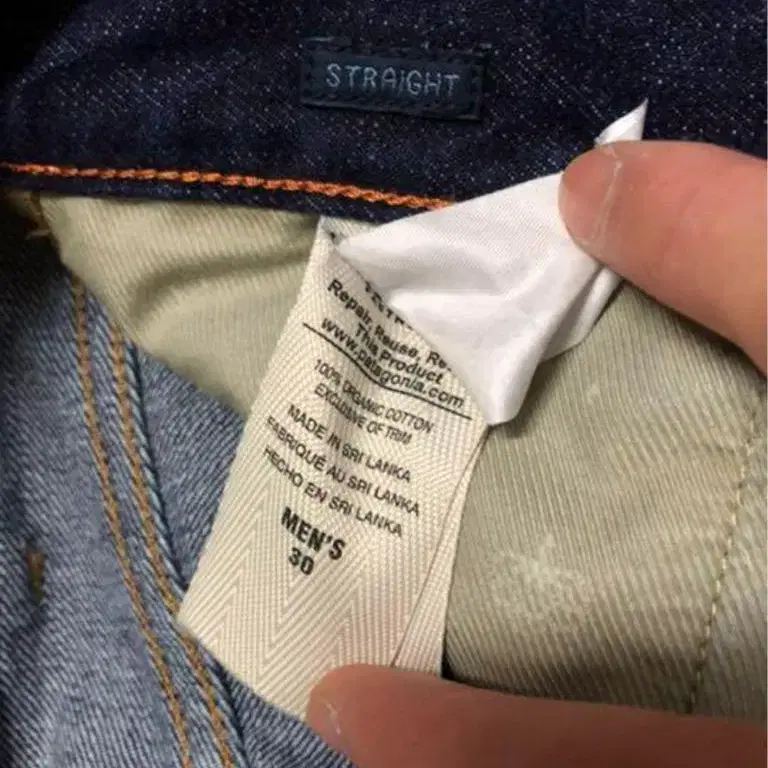 STRAIGHT
Repair, Reuse, Re
This Product
www.patagonia.com
100% ORGANIC COTTON
EXCLUSIVE OF TRIM
MADE IN SRI LANKA
FABRIQUÉ AU SRI LANKA
HECHO EN SRI LANKA
MEN'S
30